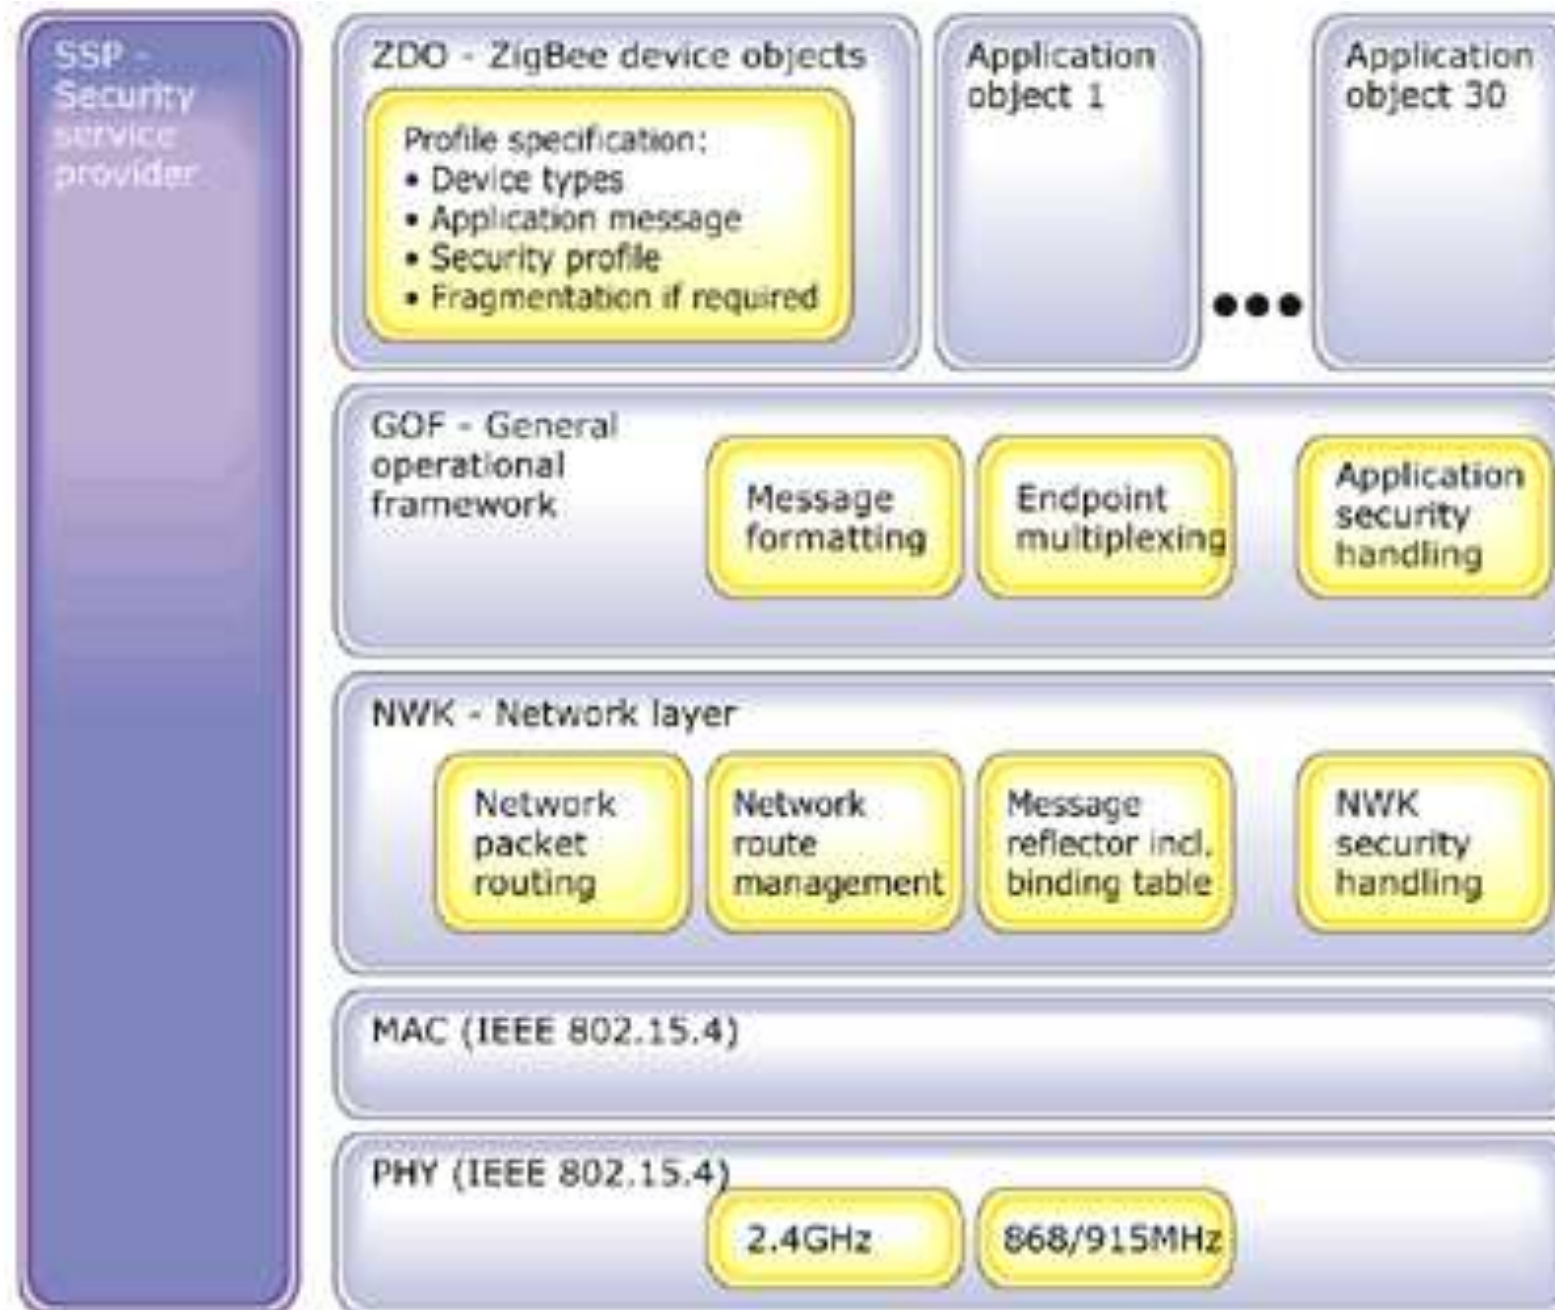 SSP -
Security
service
provider
ZDO - ZigBee device objects
Profile specification:
• Device types
• Application message
• Security profile
• Fragmentation if required
Application
object 1
•••
Application
object 30
GOF - General
operational
framework
Message
formatting
Endpoint
multiplexing
Application
security
handling
NWK - Network layer
Network
packet
routing
Network
route
management
Message
reflector incl.
binding table
NWK
security
handling
MAC (IEEE 802.15.4)
PHY (IEEE 802.15.4)
2.4GHz
868/915MHz